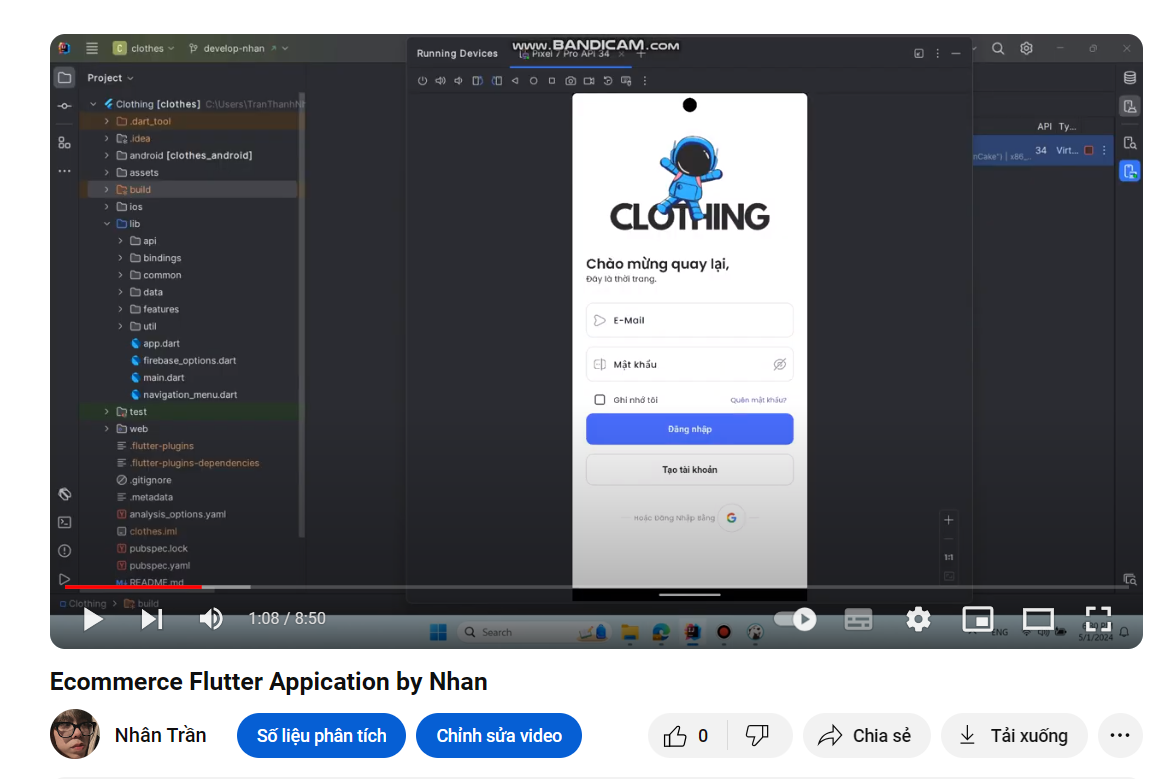 clothes
develop-nhan
WWW.BANDICAM.COM
Running Devices
Pixel 7 Pro API 34
Project
Clothing [clothes] C:\Users\TranThanhNh
.dart_tool
.idea
android [clothes_android]
assets
build
ios
lib
api
bindings
common
data
features
util
app.dart
firebase_options.dart
main.dart
navigation_menu.dart
test
web
.flutter-plugins
.flutter-plugins-dependencies
.gitignore
.metadata
analysis_options.yaml
clothes.iml
pubspec.lock
pubspec.yaml
README.md
Clothing > build
CLOTHING
Chào mừng quay lại,
Đây là thời trang.
E-Mail
Mật khẩu
Ghi nhớ tôi
Quên mật khẩu?
Đăng nhập
Tạo tài khoản
Hoặc Đăng Nhập Bằng
1:1
API Ty...
nCake") | x86_... 34 Virt...
1:08 / 8:50
Search
ENG
5/1/2024
Ecommerce Flutter Appication by Nhan
Nhân Trần
Số liệu phân tích
Chỉnh sửa video
0
Chia sẻ
Tải xuống